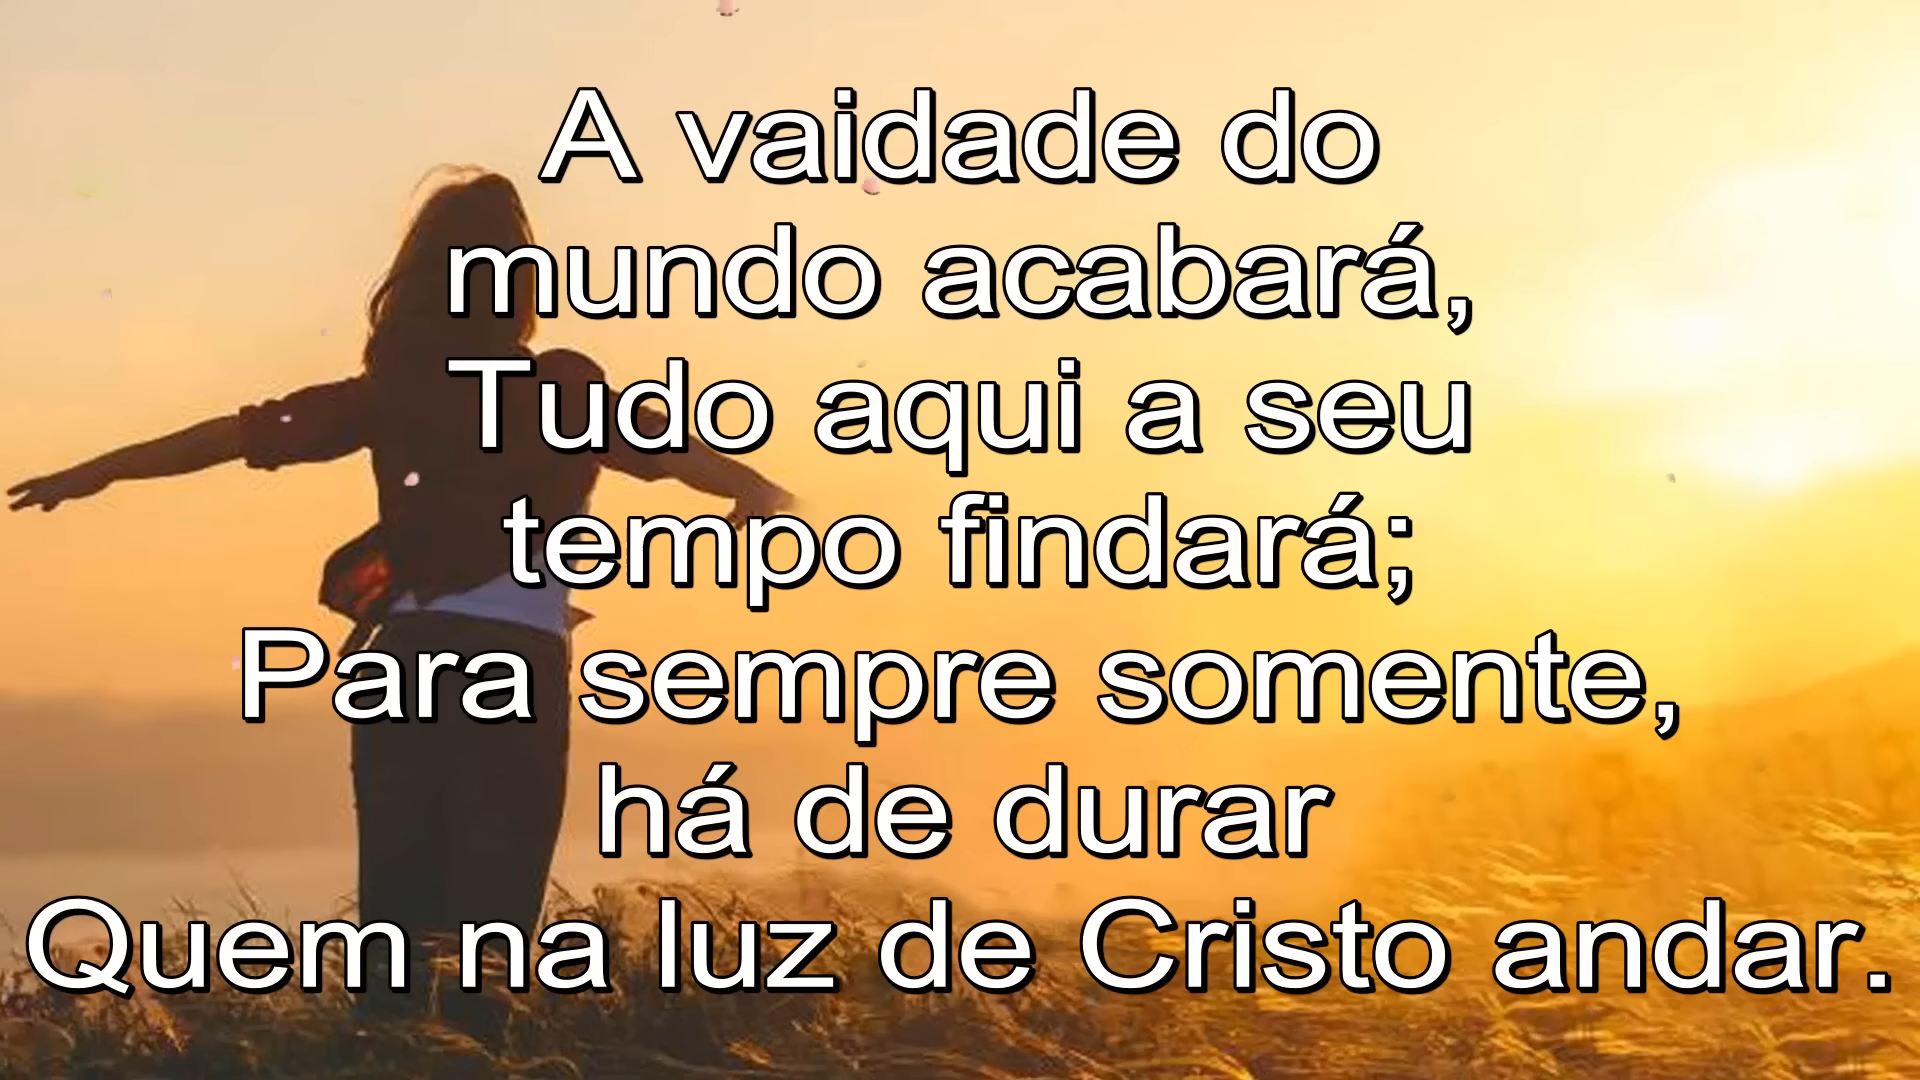 A vaidade do
mundo acabará,
Tudo aqui a seu
tempo findará;
Para sempre somente,
há de durar
Quem na luz de Cristo andar.